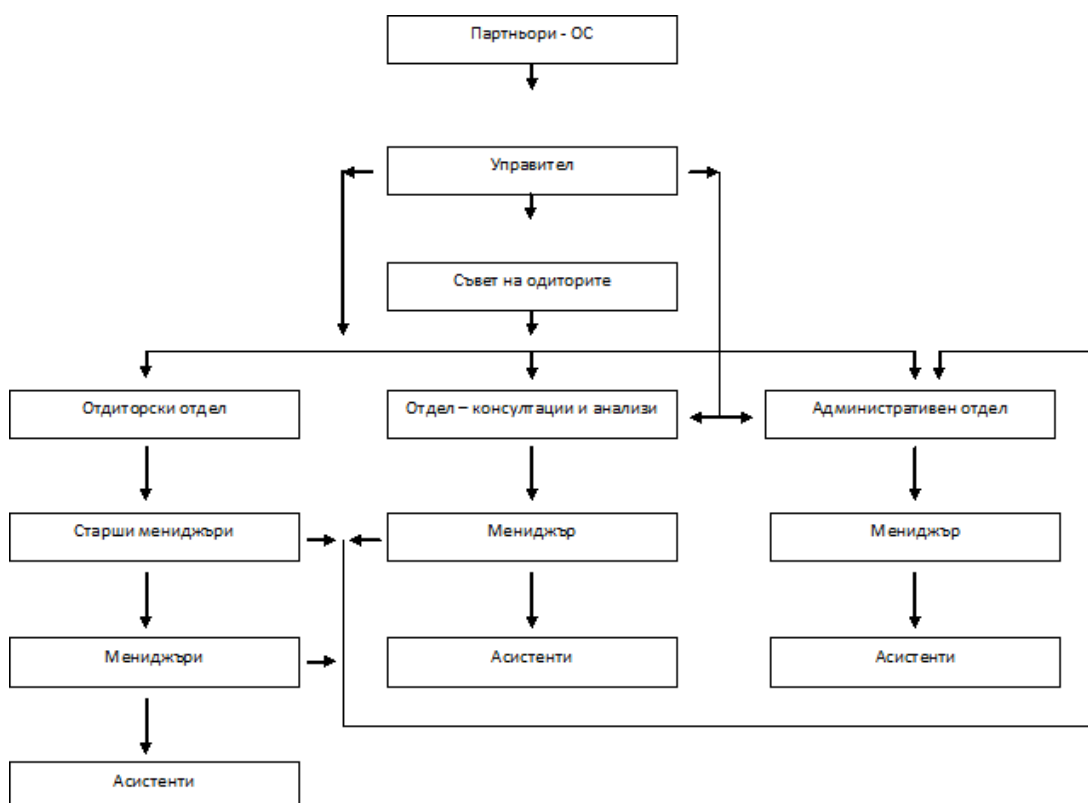 Партньори - ОС
Управител
Съвет на одиторите
Отдиторски отдел
Отдел – консултации и анализи
Административен отдел
Старши мениджъри
Мениджър
Мениджър
Мениджъри
Асистенти
Асистенти
Асистенти